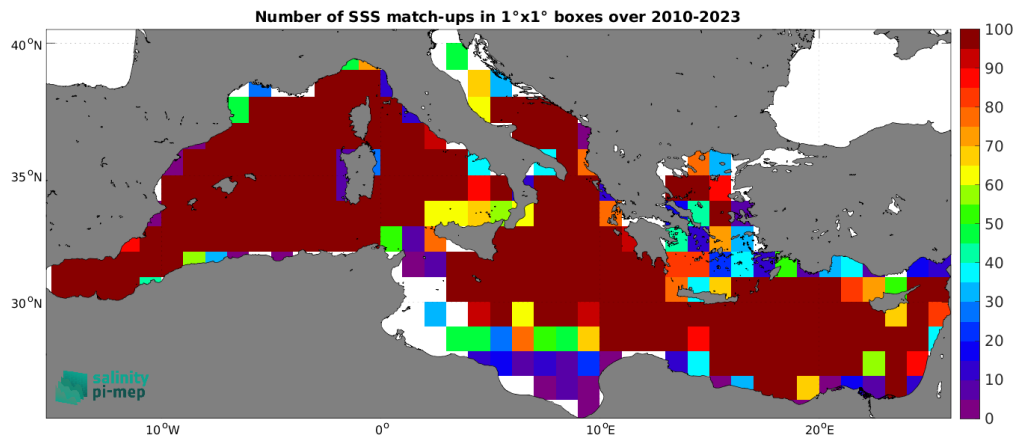 Number of SSS match-ups in 1°x1° boxes over 2010-2023
40°N
35°N
30°N
10°W
0°
10°E
20°E
100
90
80
70
60
50
40
30
20
10
0
salinity
pi-mep